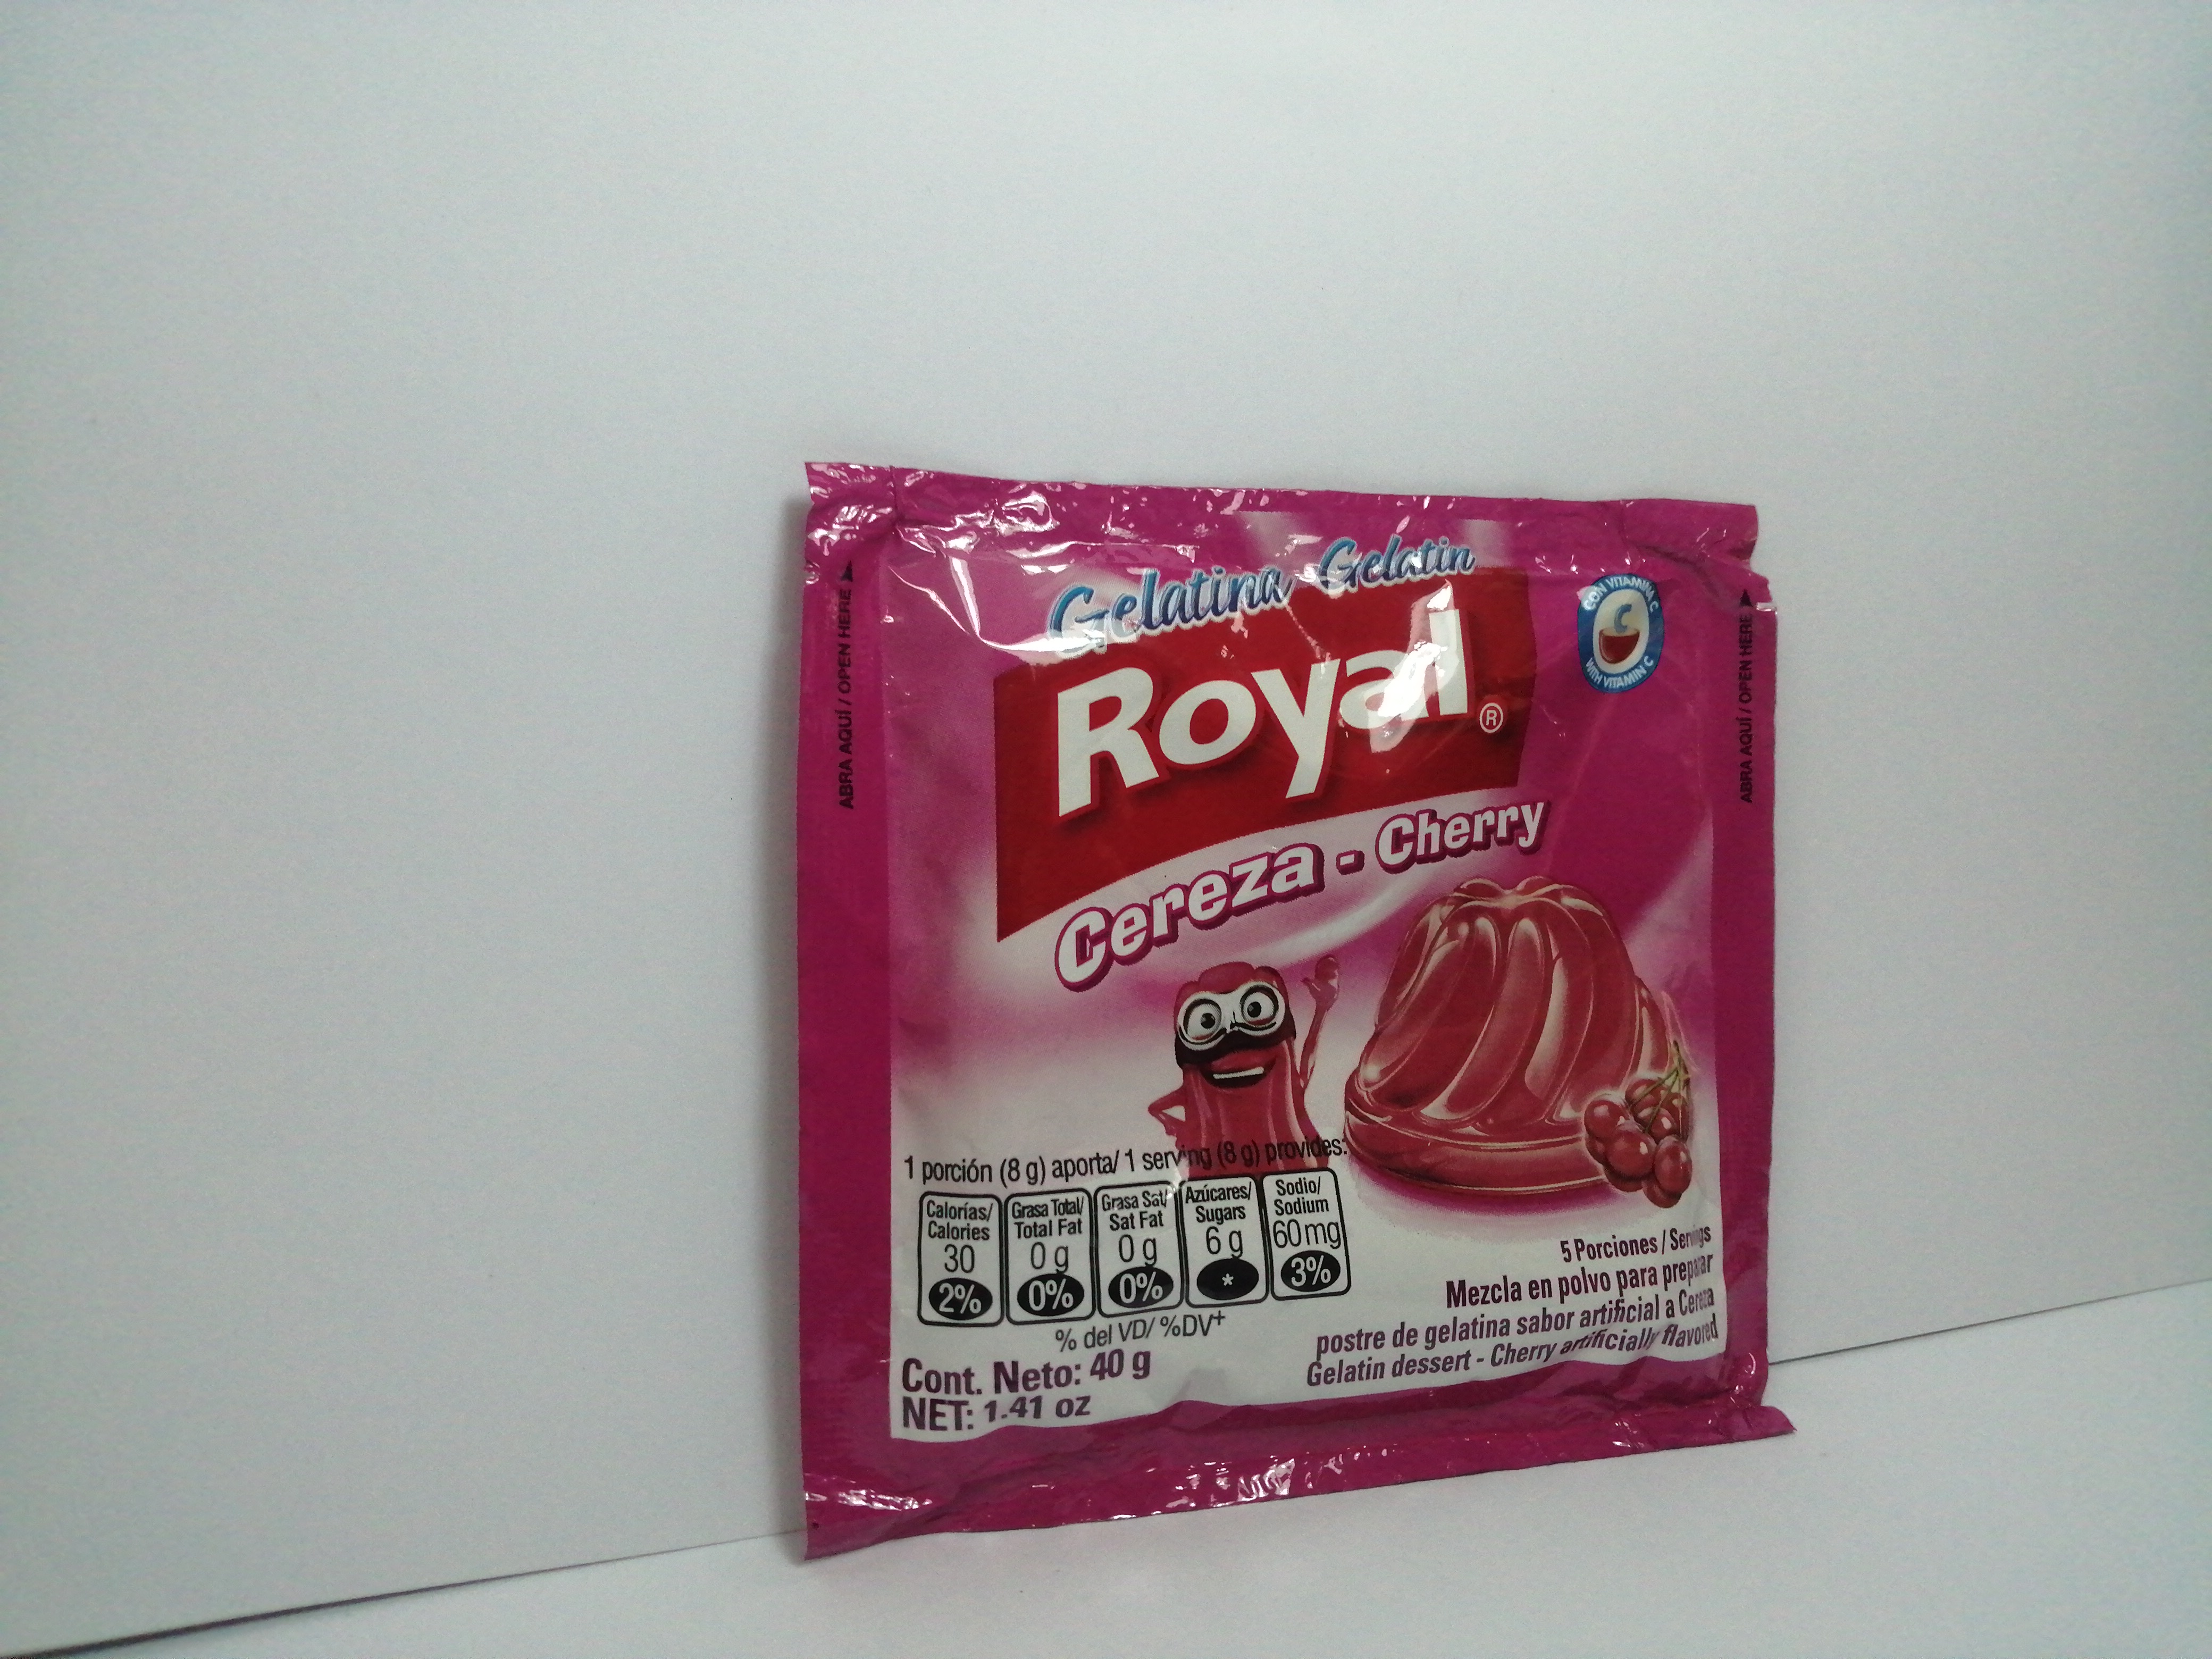 Gelatina Gelatin
Royal®
Cereza - Cherry
CON VITAMINA C
C
WITH VITAMIN C
ABRA AQUÍ / OPEN HERE
ABRA AQUÍ / OPEN HERE
1 porción (8 g) aporta/ 1 serving (8 g) provides:
Calorías/ Calories 30 2%
Grasa Total/ Total Fat 0 g 0%
Grasa Sat/ Sat Fat 0 g 0%
Azúcares/ Sugars 6 g *
Sodio/ Sodium 60 mg 3%
% del VD/ %DV+
Cont. Neto: 40 g
NET: 1.41 oz
5 Porciones / Servings
Mezcla en polvo para preparar
postre de gelatina sabor artificial a Cereza
Gelatin dessert - Cherry artificially flavored